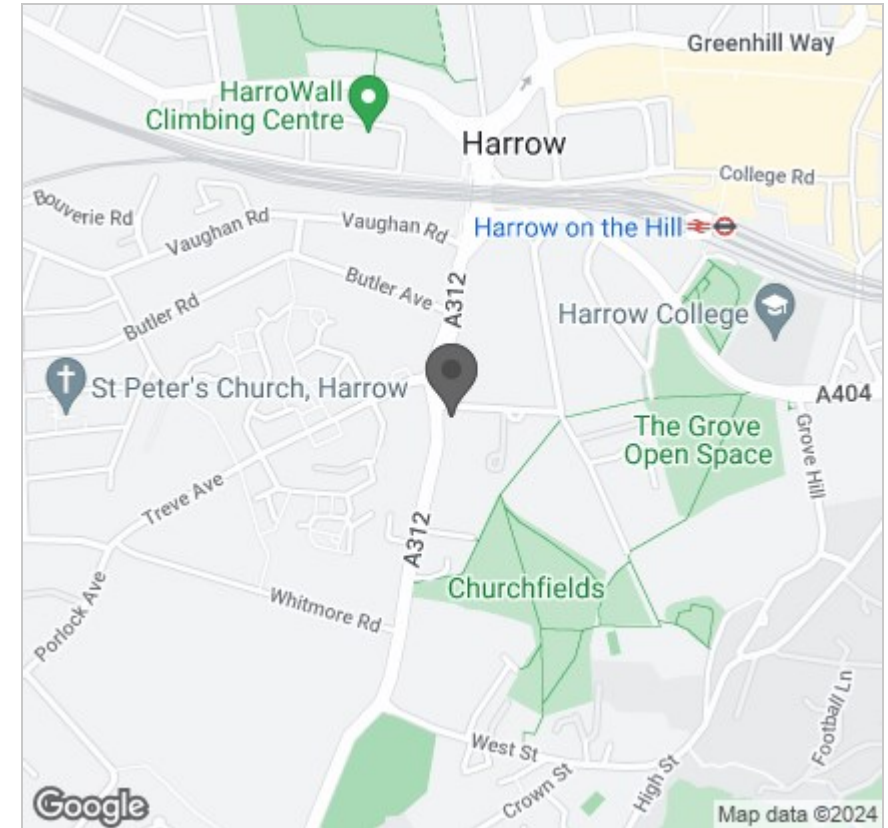 Greenhill Way
HarroWall
Climbing Centre
Harrow
College Rd
Bouverie Rd
Vaughan Rd
Vaughan Rd
Harrow on the Hill
Butler Ave
A312
Butler Rd
Harrow College
St Peter's Church, Harrow
A404
The Grove
Open Space
Grove Hill
Treve Ave
A312
Churchfields
Whitmore Rd
Porlock Ave
West St
Football Ln
High St
Crown St
Google
Map data ©2024